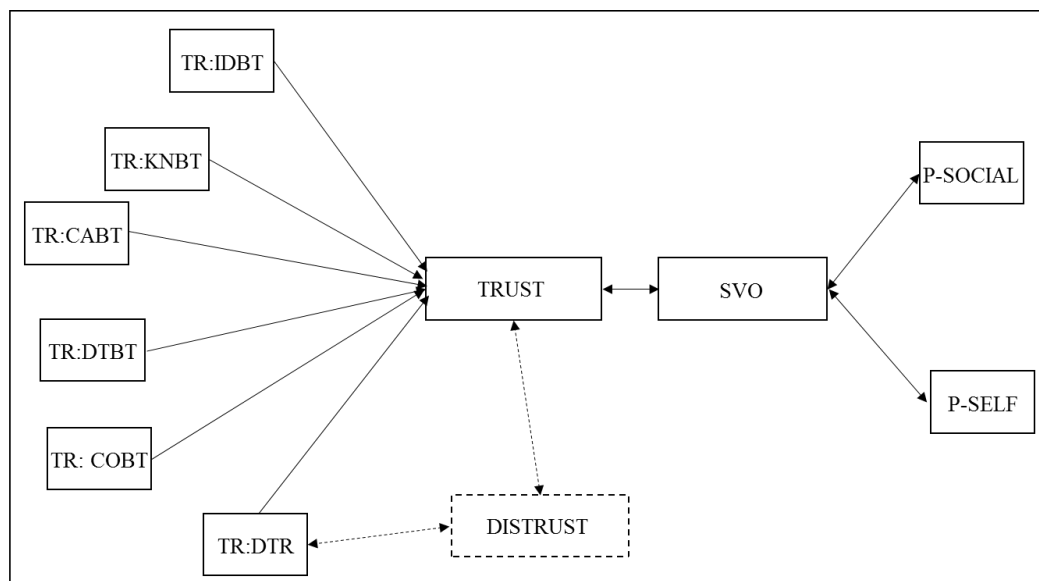 TR:IDBT
TR:KNBT
P-SOCIAL
TR:CABT
TRUST
SVO
TR:DTBT
P-SELF
TR: COBT
DISTRUST
TR:DTR